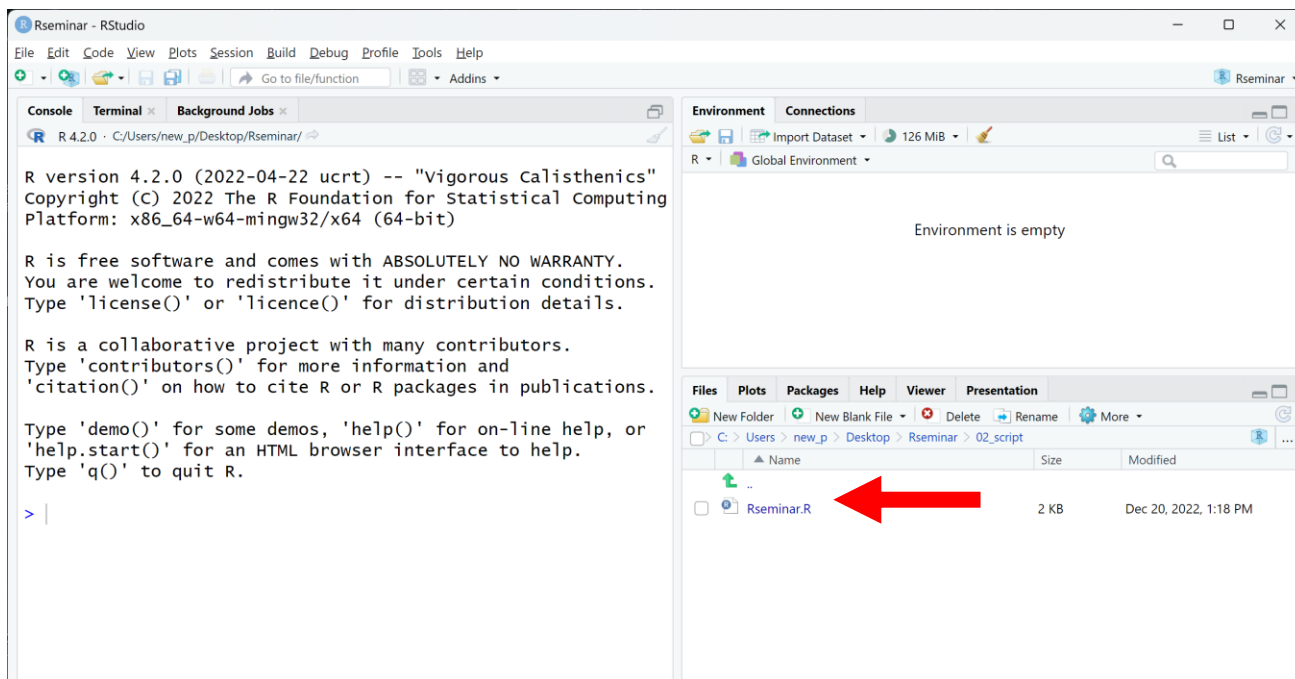 Rseminar - RStudio
File Edit Code View Plots Session Build Debug Profile Tools Help
Go to file/function Addins Rseminar
Console Terminal Background Jobs
R 4.2.0 · C:/Users/new_p/Desktop/Rseminar/
R version 4.2.0 (2022-04-22 ucrt) -- "Vigorous Calisthenics"
Copyright (C) 2022 The R Foundation for Statistical Computing
Platform: x86_64-w64-mingw32/x64 (64-bit)
R is free software and comes with ABSOLUTELY NO WARRANTY.
You are welcome to redistribute it under certain conditions.
Type 'license()' or 'licence()' for distribution details.
R is a collaborative project with many contributors.
Type 'contributors()' for more information and
'citation()' on how to cite R or R packages in publications.
Type 'demo()' for some demos, 'help()' for on-line help, or
'help.start()' for an HTML browser interface to help.
Type 'q()' to quit R.
>
Environment Connections
Import Dataset 126 MiB List
R Global Environment
Environment is empty
Files Plots Packages Help Viewer Presentation
New Folder New Blank File Delete Rename More
C: > Users > new_p > Desktop > Rseminar > 02_script ...
Name Size Modified
..
Rseminar.R 2 KB Dec 20, 2022, 1:18 PM